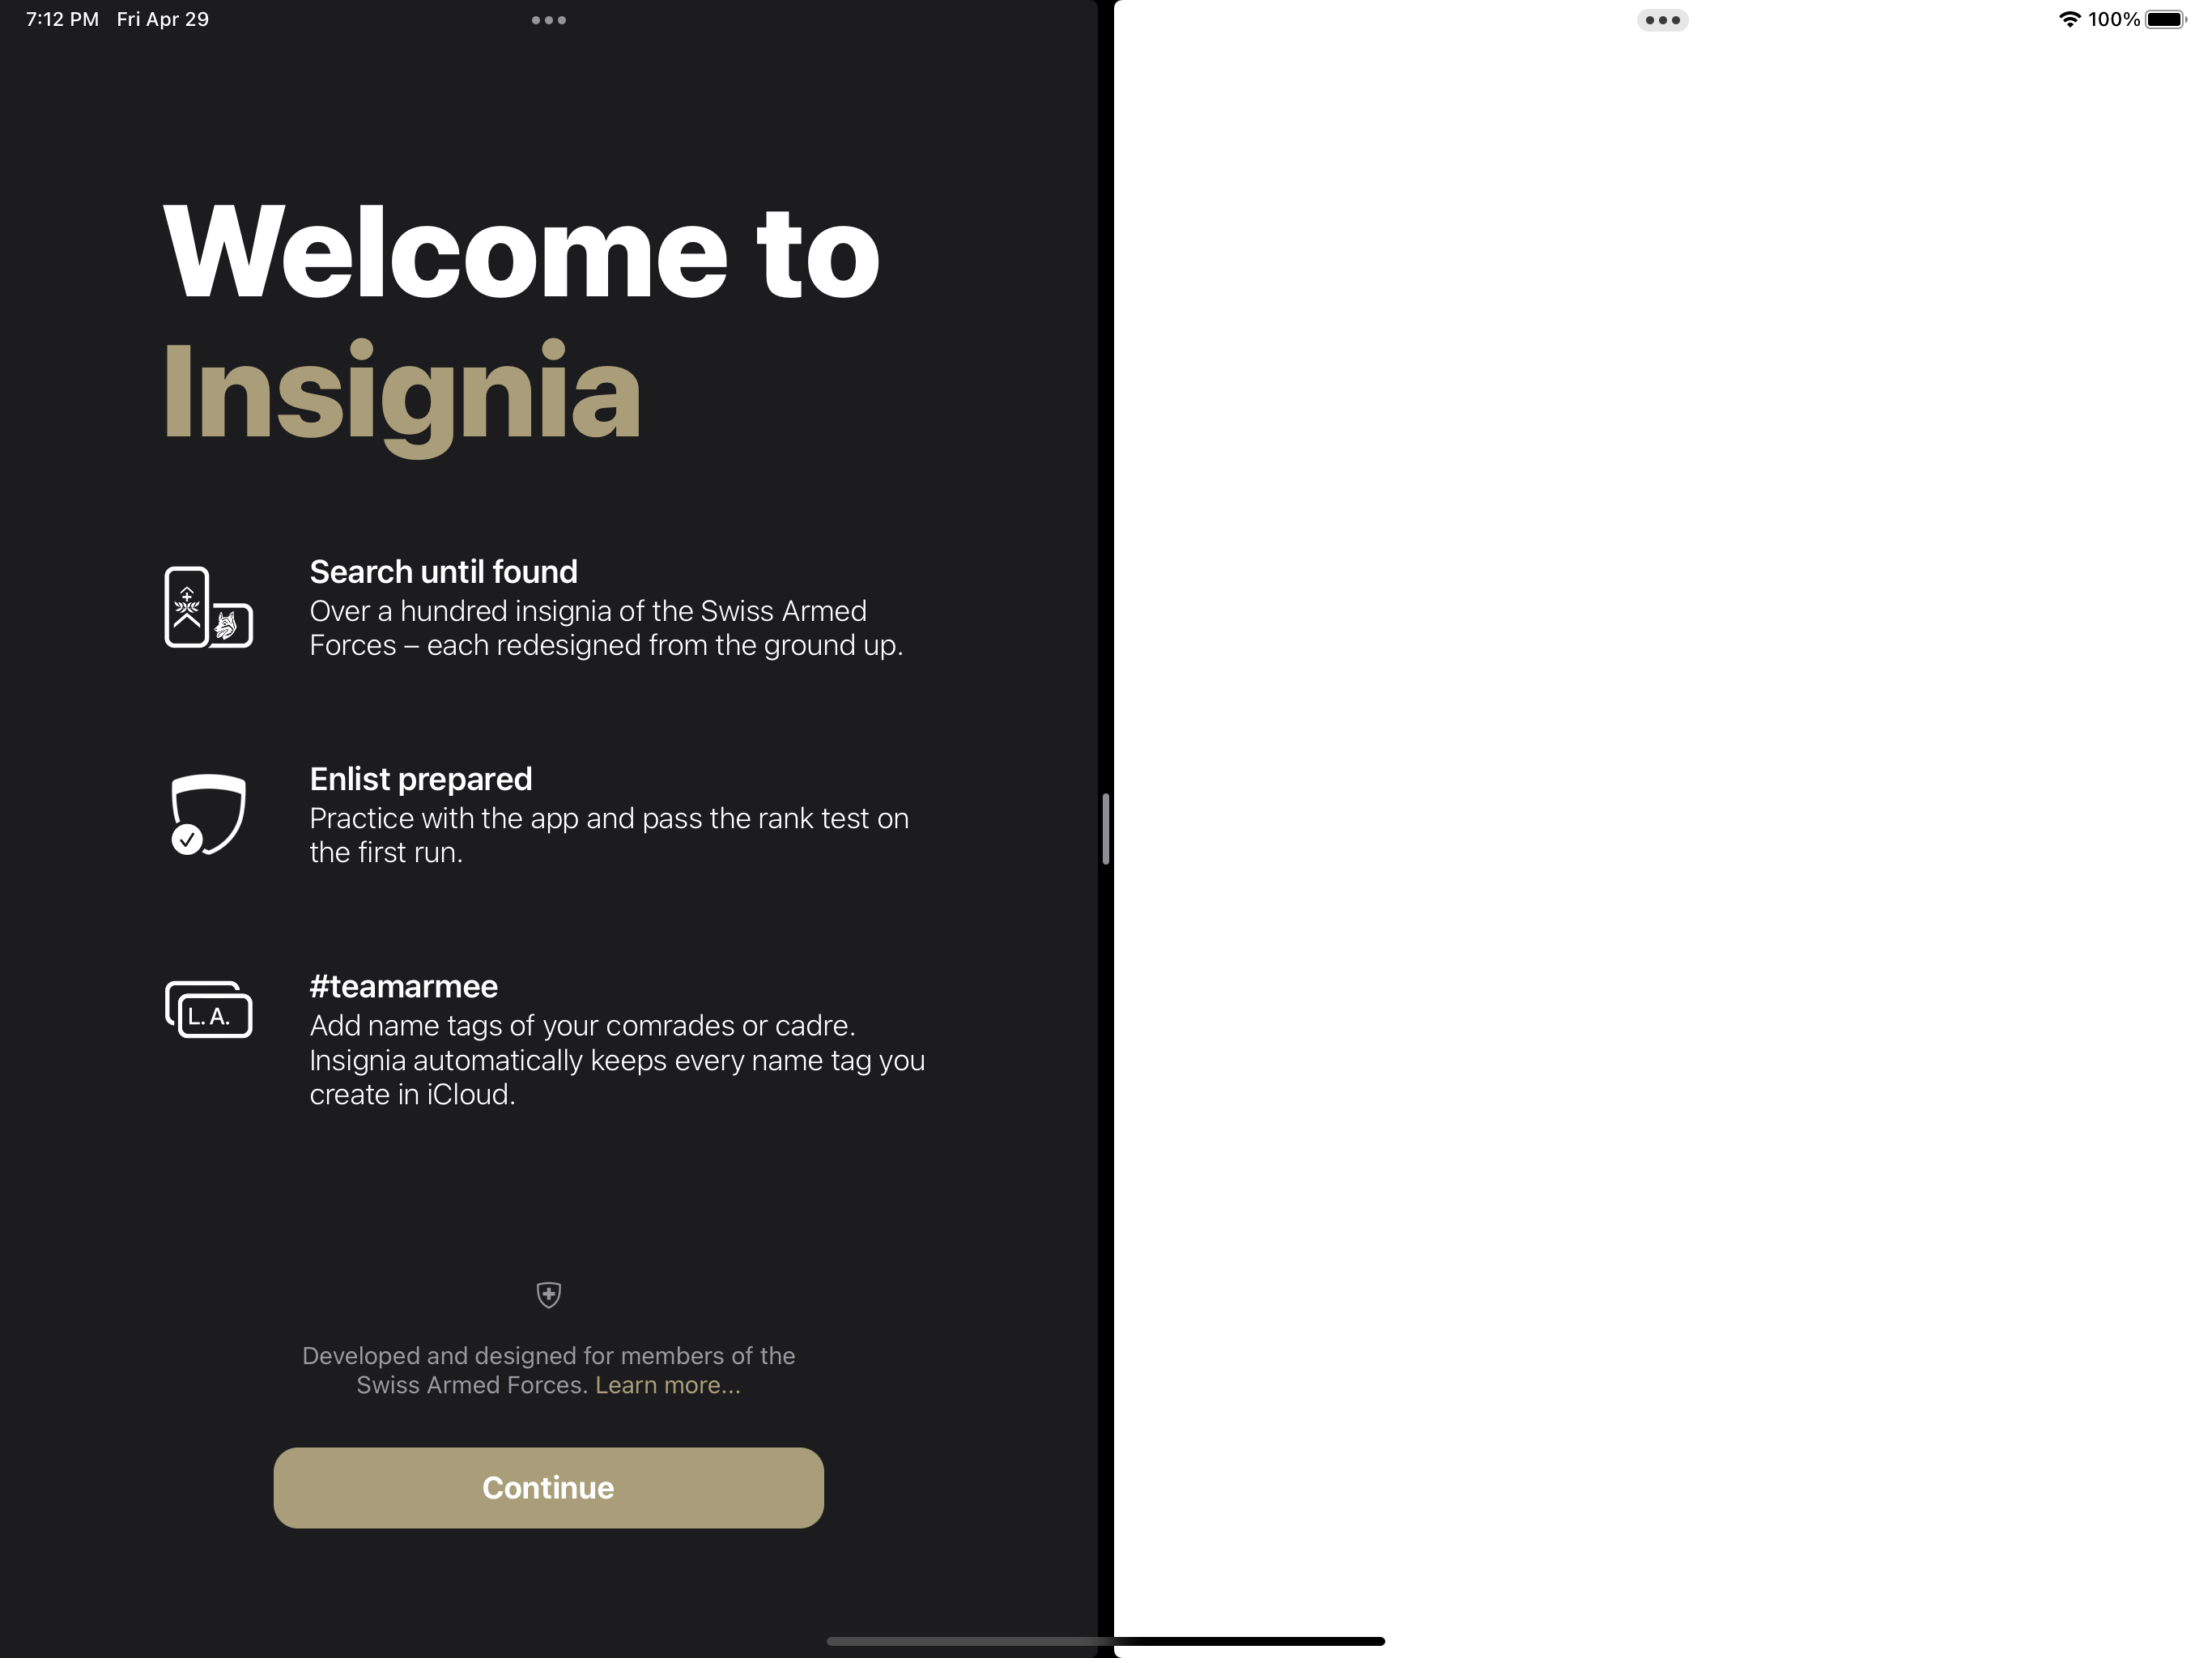 7:12 PM Fri Apr 29
100%
Welcome to
Insignia
Search until found
Over a hundred insignia of the Swiss Armed
Forces – each redesigned from the ground up.
Enlist prepared
Practice with the app and pass the rank test on
the first run.
L. A.
#teamarmee
Add name tags of your comrades or cadre.
Insignia automatically keeps every name tag you
create in iCloud.
Developed and designed for members of the
Swiss Armed Forces. Learn more...
Continue